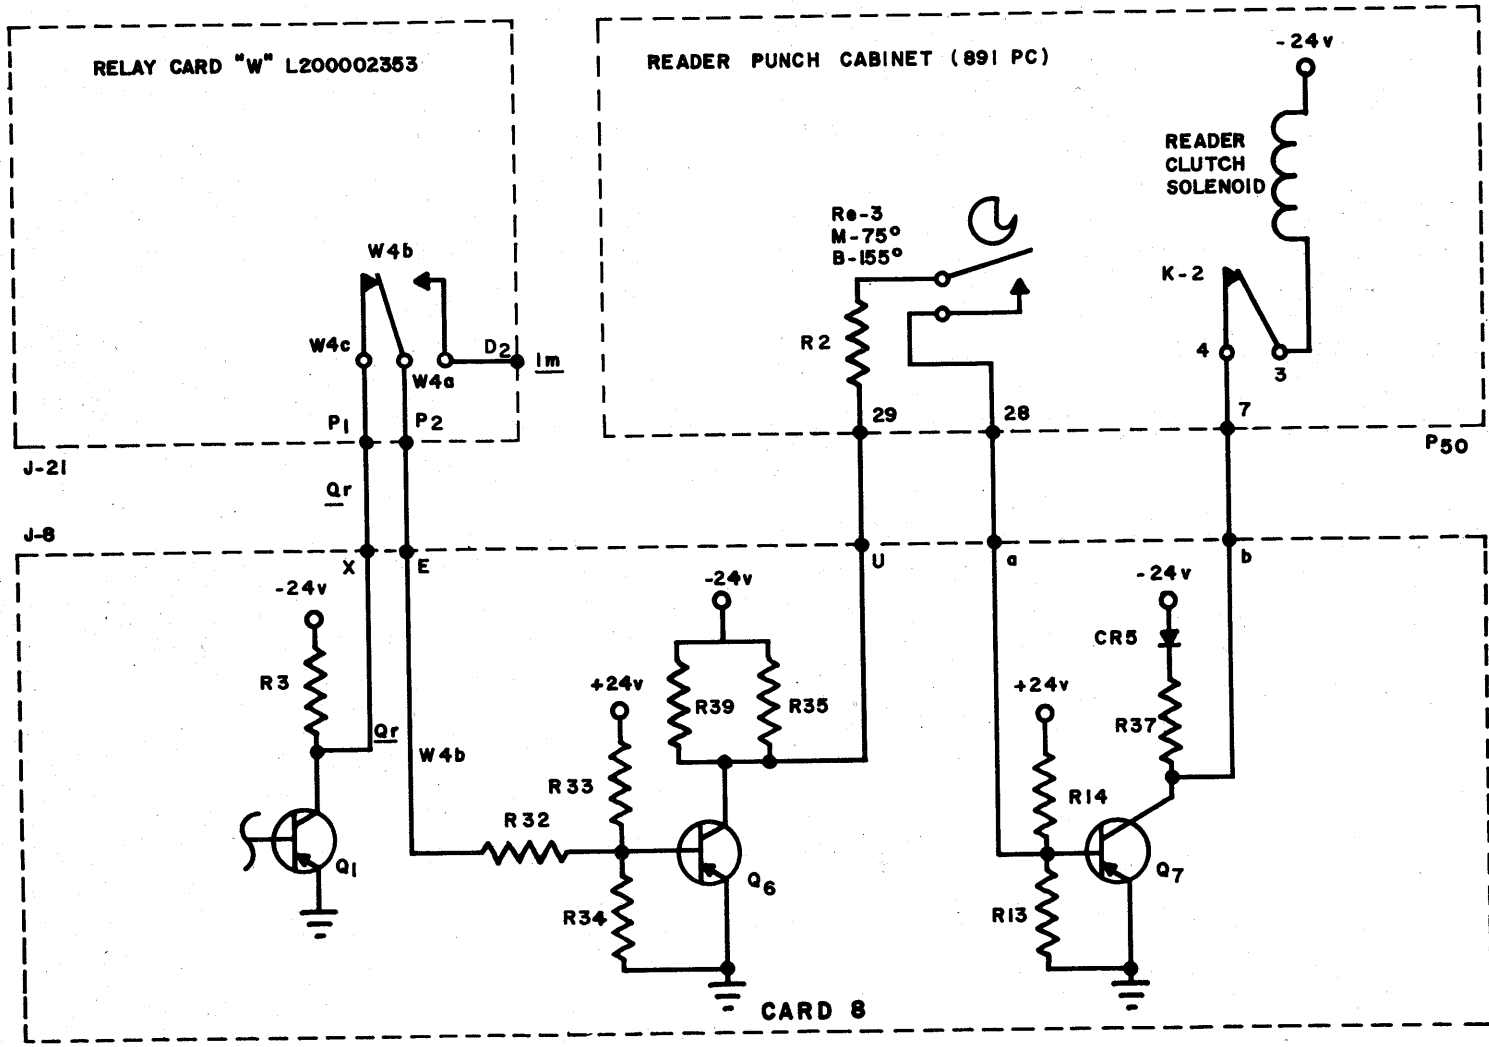 RELAY CARD "W" L200002353
READER PUNCH CABINET (891 PC)
-24v
READER
CLUTCH
SOLENOID
Re-3
M-75°
B-155°
W4b
K-2
W4c
D2
1m
W4a
R2
4
3
P1
P2
29
28
7
J-21
P50
Qr
J-8
X
E
U
a
b
-24v
-24v
-24v
CR5
R3
+24v
+24v
R39
R35
R37
Qr
W4b
R33
R14
R32
Q1
Q6
Q7
R34
R13
CARD 8